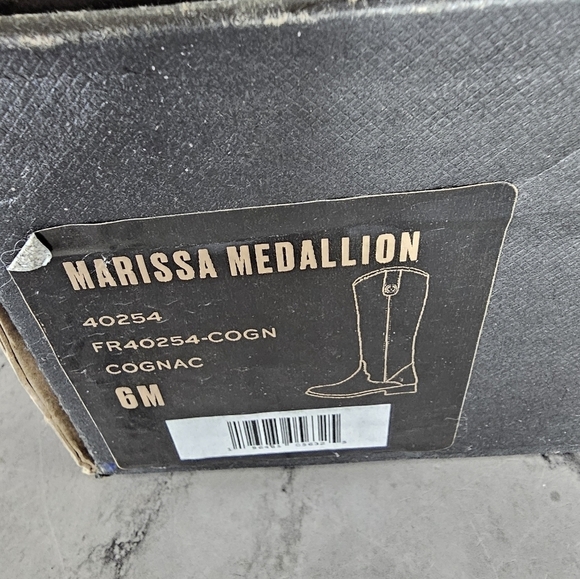 MARISSA MEDALLION
40254
FR40254-COGN
COGNAC
6M